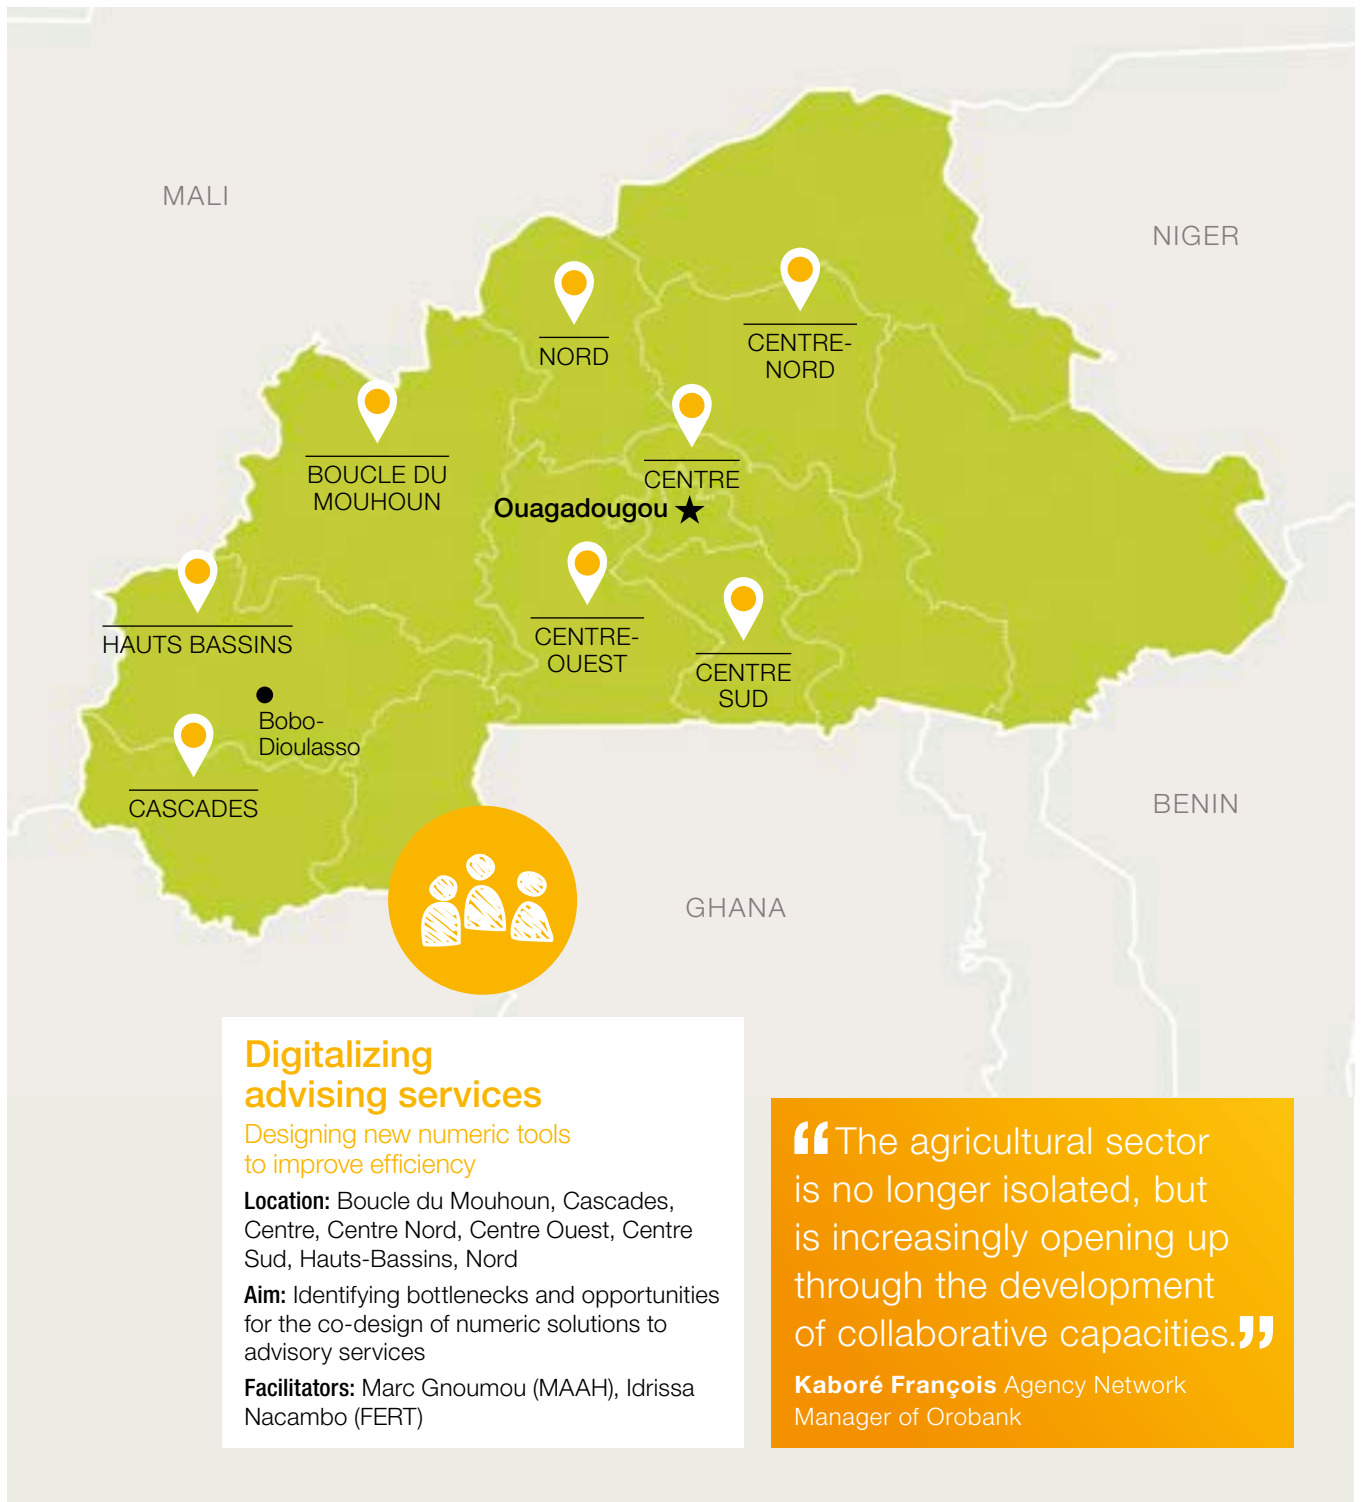 MALI
NIGER
NORD
CENTRE-
NORD
BOUCLE DU
MOUHOUN
CENTRE
Ouagadougou
HAUTS BASSINS
CENTRE-
OUEST
CENTRE
SUD
Bobo-
Dioulasso
CASCADES
BENIN
GHANA
Digitalizing
advising services
Designing new numeric tools
to improve efficiency
Location: Boucle du Mouhoun, Cascades,
Centre, Centre Nord, Centre Ouest, Centre
Sud, Hauts-Bassins, Nord
Aim: Identifying bottlenecks and opportunities
for the co-design of numeric solutions to
advisory services
Facilitators: Marc Gnoumou (MAAH), Idrissa
Nacambo (FERT)
“The agricultural sector
is no longer isolated, but
is increasingly opening up
through the development
of collaborative capacities.”
Kaboré François Agency Network
Manager of Orobank